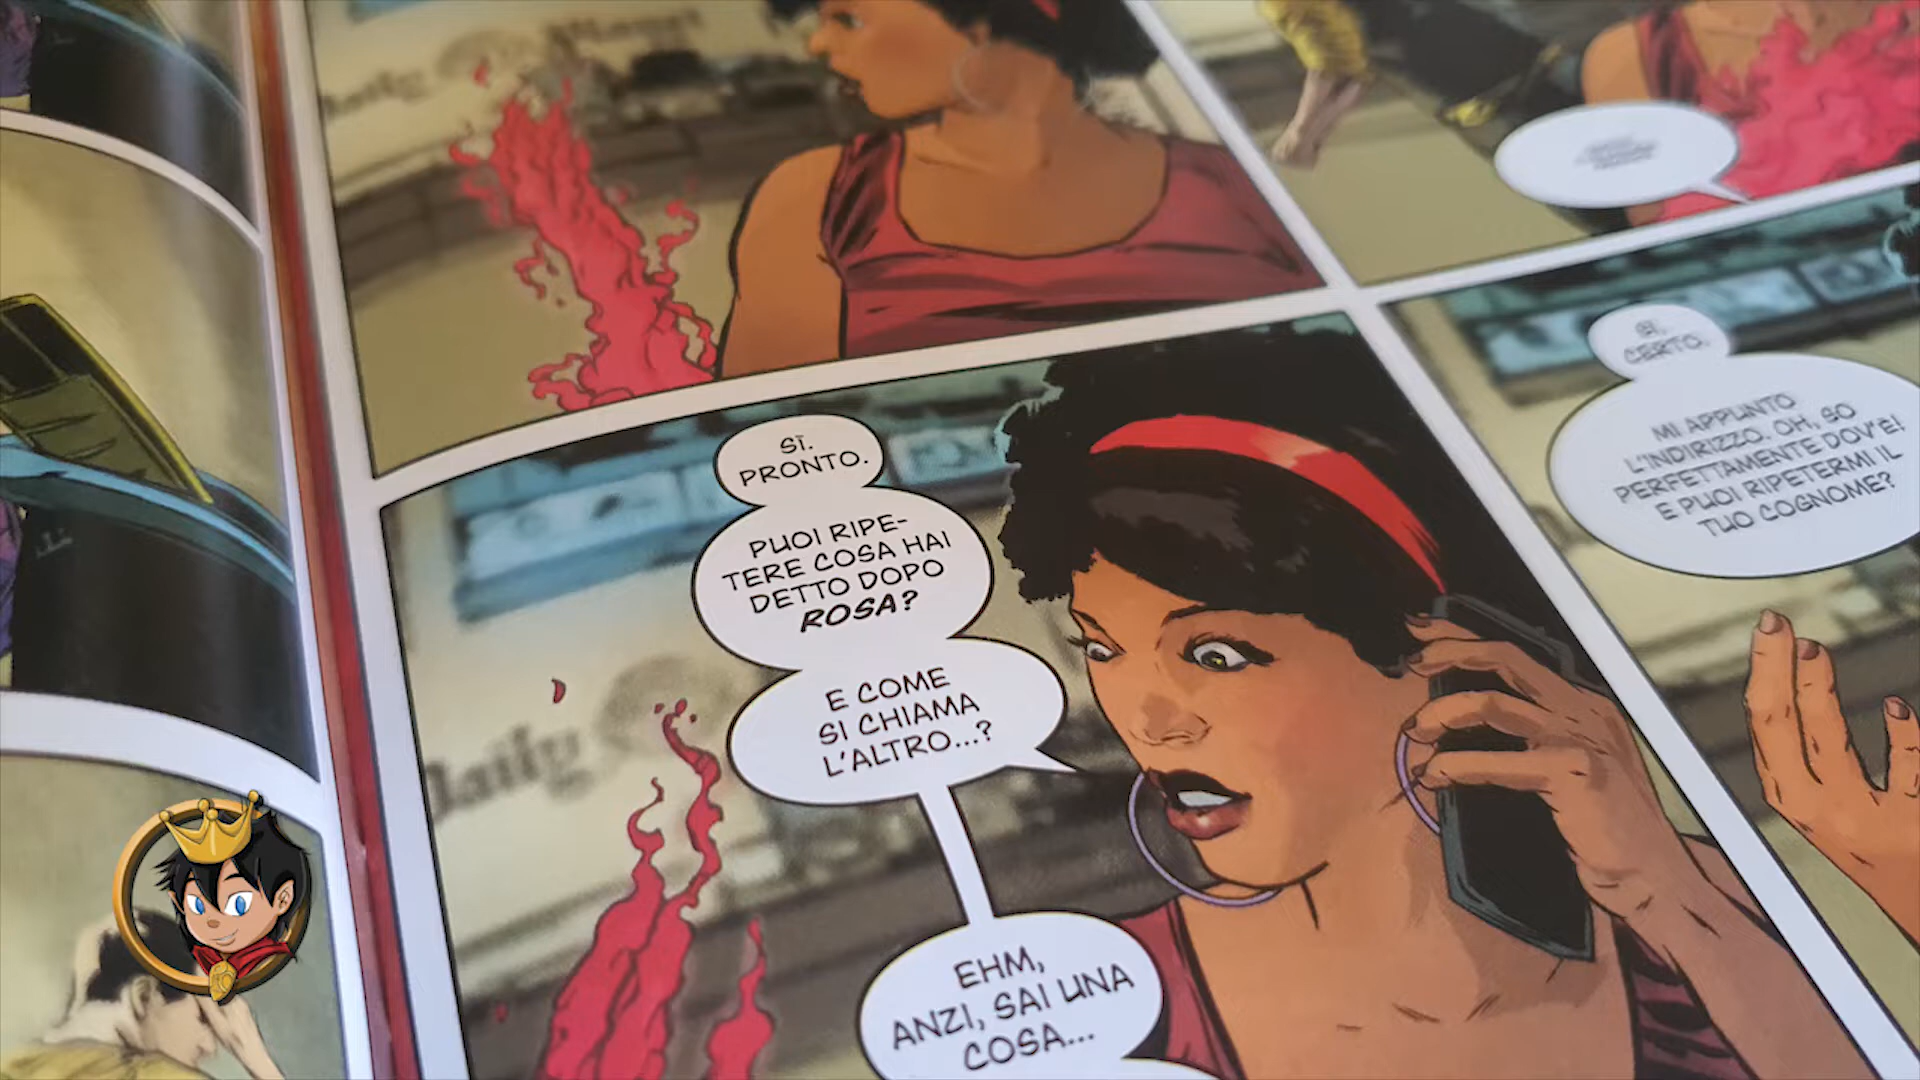 SÌ.
PRONTO.
PUOI RIPE-
TERE COSA HAI
DETTO DOPO
ROSA?
E COME
SI CHIAMA
L'ALTRO...?
EHM,
ANZI, SAI UNA
COSA...
SÌ,
CERTO.
MI APPUNTO
L'INDIRIZZO. OH, SO
PERFETTAMENTE DOV'È!
E PUOI RIPETERMI IL
TUO COGNOME?
daily